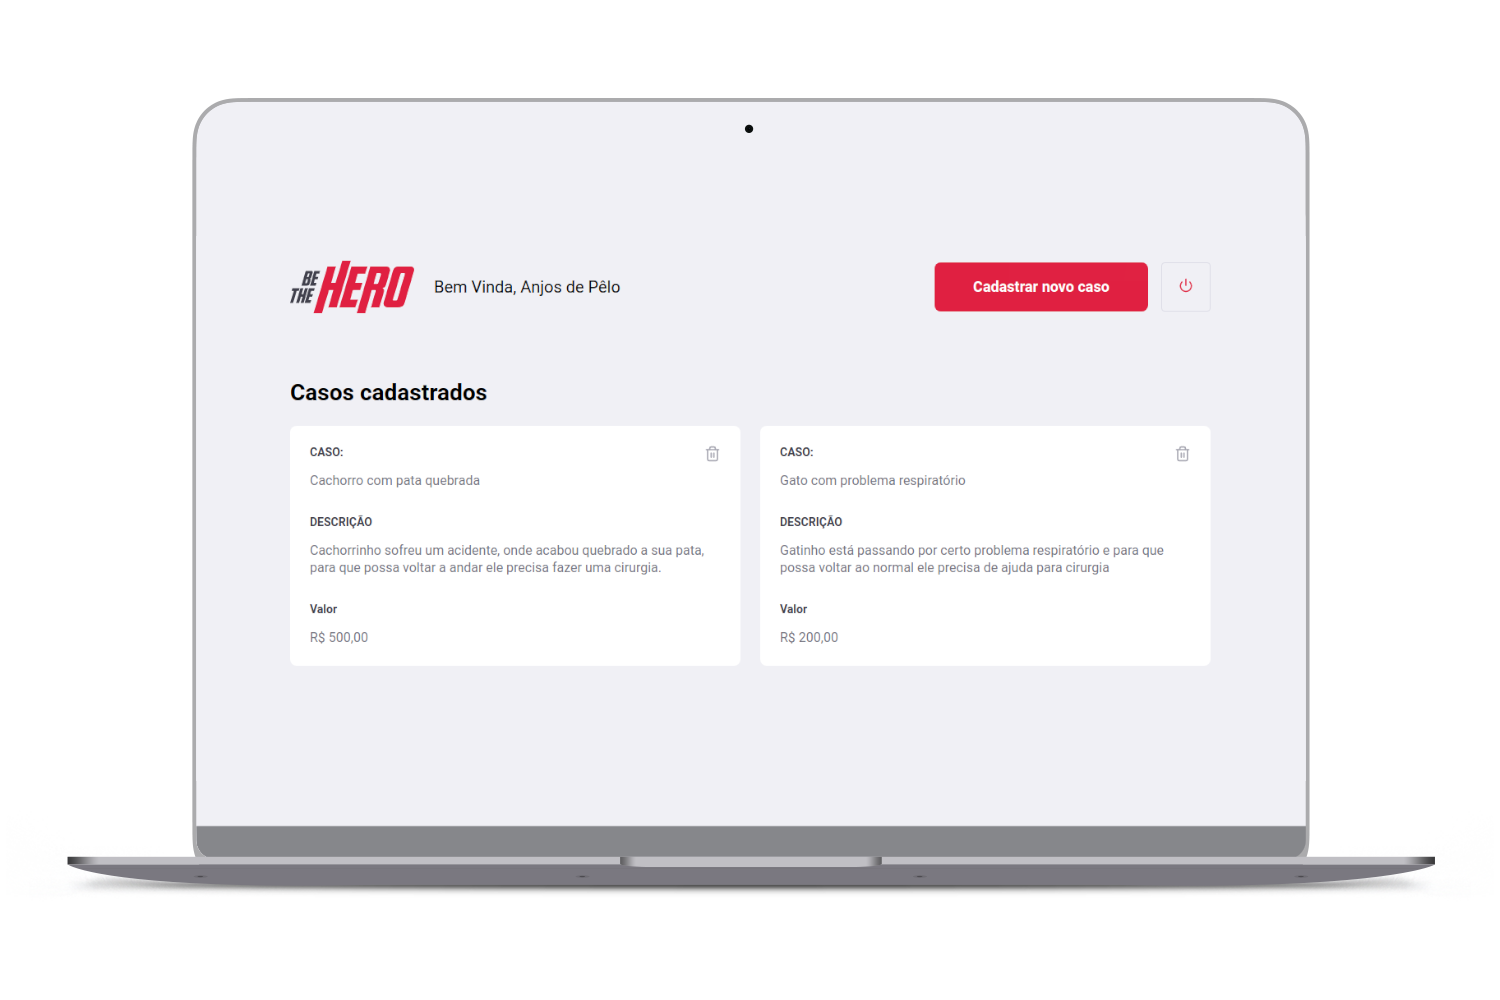 BE
THE
HERO
Bem Vinda, Anjos de Pêlo
Cadastrar novo caso
Casos cadastrados
CASO:
Cachorro com pata quebrada
DESCRIÇÃO
Cachorrinho sofreu um acidente, onde acabou quebrado a sua pata,
para que possa voltar a andar ele precisa fazer uma cirurgia.
Valor
R$ 500,00
CASO:
Gato com problema respiratório
DESCRIÇÃO
Gatinho está passando por certo problema respiratório e para que
possa voltar ao normal ele precisa de ajuda para cirurgia
Valor
R$ 200,00